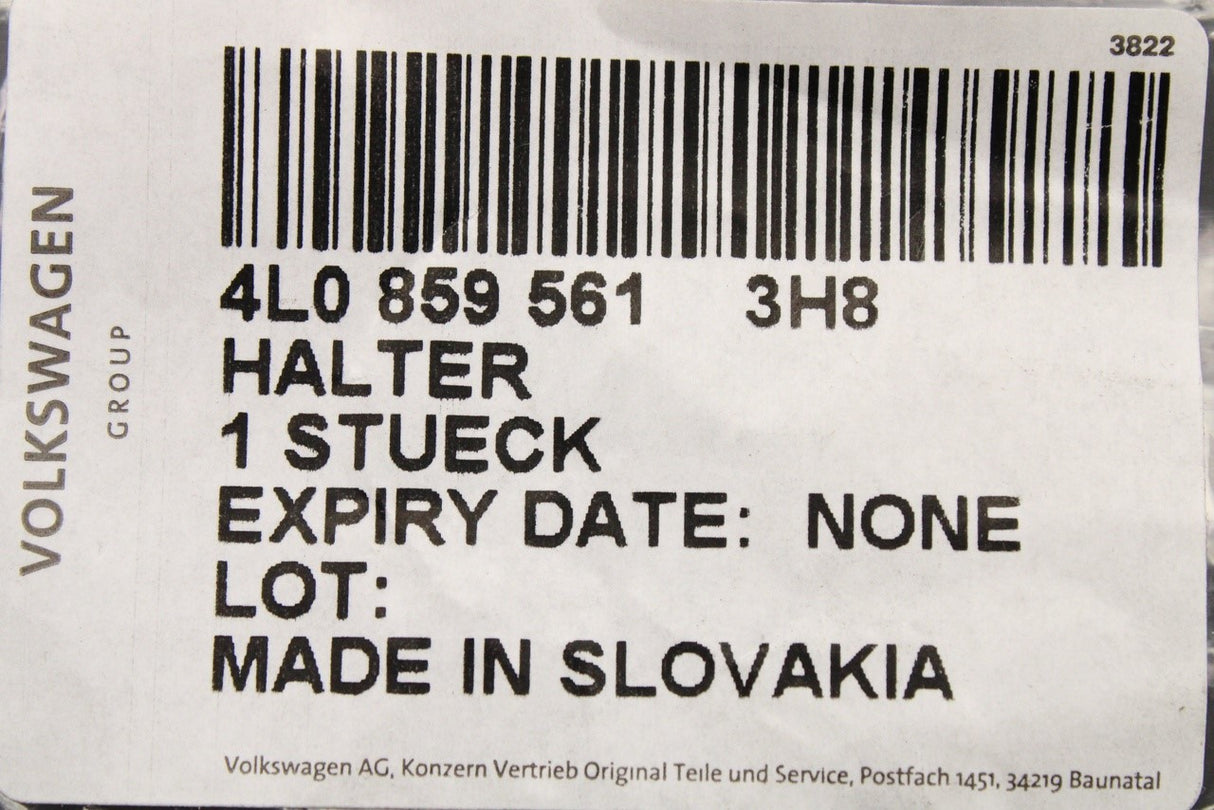 3822
4L0 859 561 3H8
HALTER
1 STUECK
EXPIRY DATE: NONE
LOT:
MADE IN SLOVAKIA
VOLKSWAGEN
GROUP
Volkswagen AG, Konzern Vertrieb Original Teile und Service, Postfach 1451, 34219 Baunatal